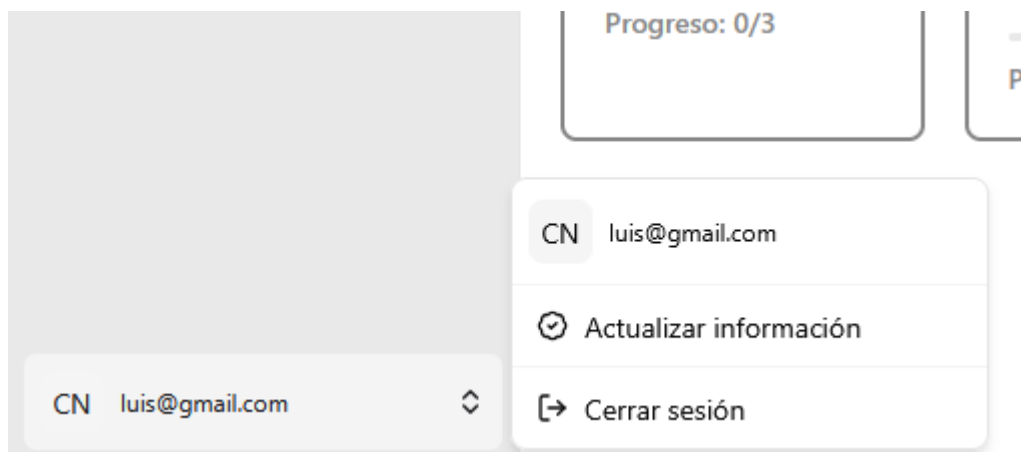 Progreso: 0/3
P
CN luis@gmail.com
Actualizar información
CN luis@gmail.com
Cerrar sesión